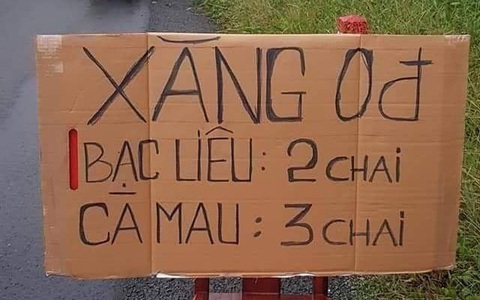 XĂNG 0đ
BẠC LIÊU: 2 CHAI
CÀ MAU: 3 CHAI